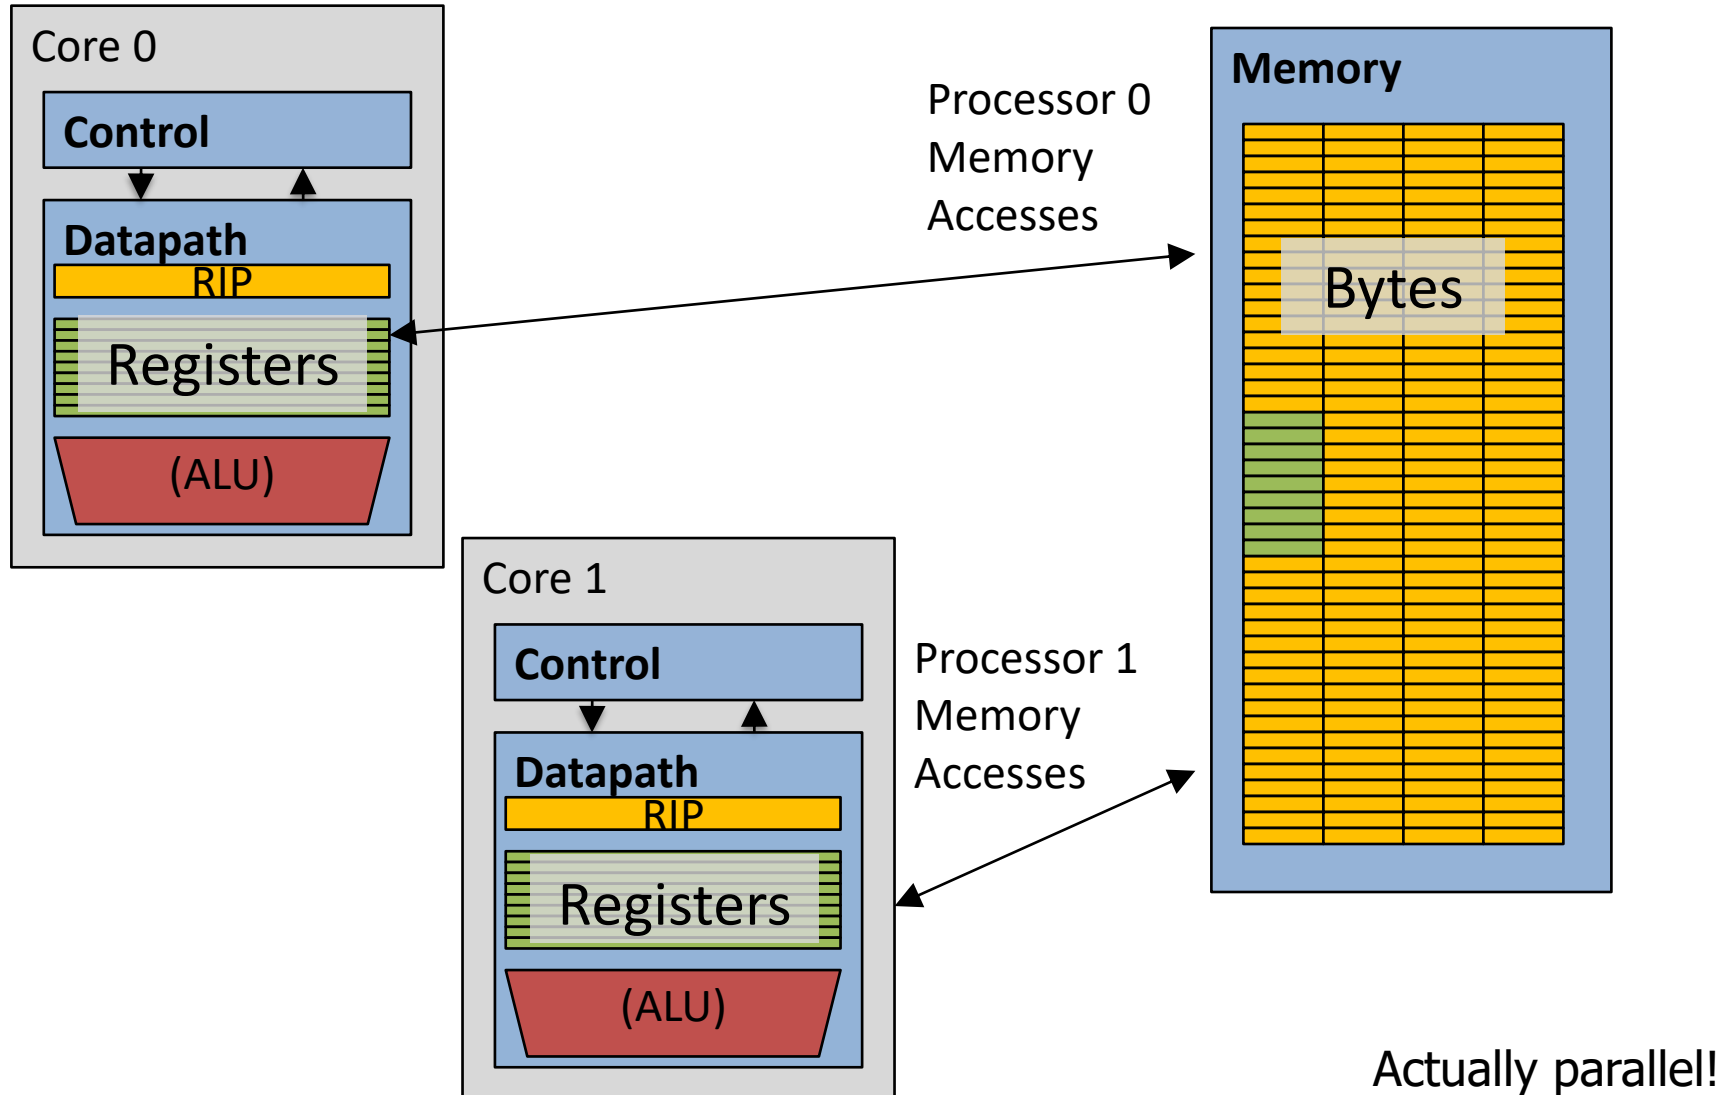 Core 0
Control
Datapath
RIP
Registers
(ALU)
Processor 0
Memory
Accesses
Memory
Bytes
Core 1
Control
Datapath
RIP
Registers
(ALU)
Processor 1
Memory
Accesses
Actually parallel!